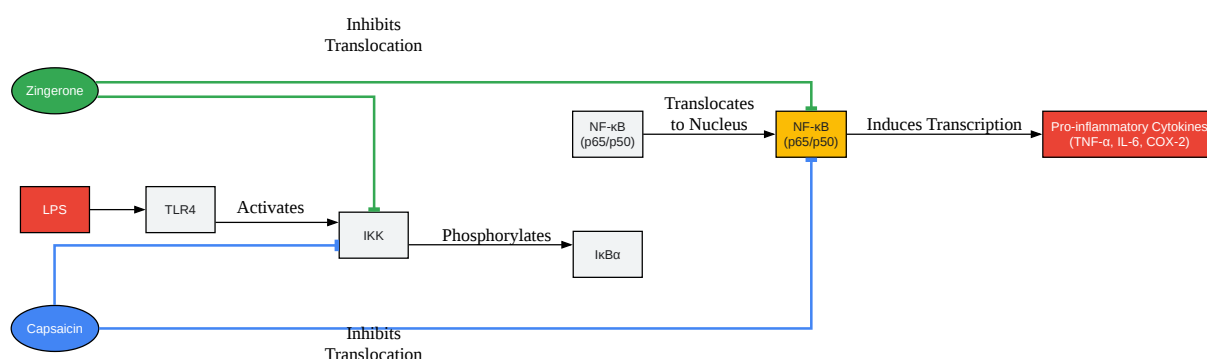 Inhibits
Translocation
Zingerone
Translocates
to Nucleus
NF-κB
(p65/p50)
NF-κB
(p65/p50)
Induces Transcription
Pro-inflammatory Cytokines
(TNF-α, IL-6, COX-2)
LPS
TLR4
Activates
IKK
Phosphorylates
IκBα
Capsaicin
Inhibits
Translocation